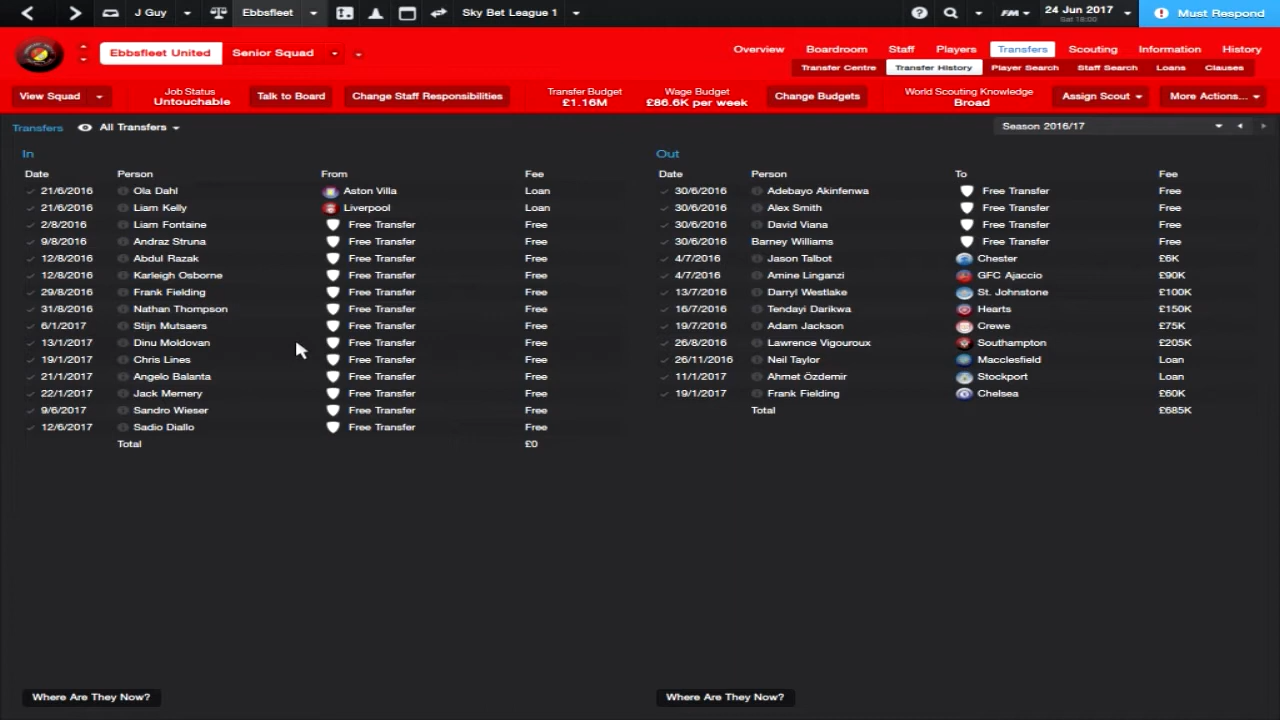 J Guy Ebbsfleet Sky Bet League 1 FM 24 Jun 2017 Sat 18:00 Must Respond
Ebbsfleet United Senior Squad Overview Boardroom Staff Players Transfers Scouting Information History
Transfer Centre Transfer History Player Search Staff Search Loans Clauses
View Squad Job Status Untouchable Talk to Board Change Staff Responsibilities Transfer Budget £1.16M Wage Budget £86.6K per week Change Budgets World Scouting Knowledge Broad Assign Scout More Actions...
Transfers All Transfers Season 2016/17
In
Date Person From Fee
21/6/2016 Ola Dahl Aston Villa Loan
21/6/2016 Liam Kelly Liverpool Loan
2/8/2016 Liam Fontaine Free Transfer Free
9/8/2016 Andraz Struna Free Transfer Free
12/8/2016 Abdul Razak Free Transfer Free
12/8/2016 Karleigh Osborne Free Transfer Free
29/8/2016 Frank Fielding Free Transfer Free
31/8/2016 Nathan Thompson Free Transfer Free
6/1/2017 Stijn Mutsaers Free Transfer Free
13/1/2017 Dinu Moldovan Free Transfer Free
19/1/2017 Chris Lines Free Transfer Free
21/1/2017 Angelo Balanta Free Transfer Free
22/1/2017 Jack Memery Free Transfer Free
9/6/2017 Sandro Wieser Free Transfer Free
12/6/2017 Sadio Diallo Free Transfer Free
Total £0
Where Are They Now?
Out
Date Person To Fee
30/6/2016 Adebayo Akinfenwa Free Transfer Free
30/6/2016 Alex Smith Free Transfer Free
30/6/2016 David Viana Free Transfer Free
30/6/2016 Barney Williams Free Transfer Free
4/7/2016 Jason Talbot Chester £6K
4/7/2016 Amine Linganzi GFC Ajaccio £90K
13/7/2016 Darryl Westlake St. Johnstone £100K
16/7/2016 Tendayi Darikwa Hearts £150K
19/7/2016 Adam Jackson Crewe £75K
26/8/2016 Lawrence Vigouroux Southampton £205K
26/11/2016 Neil Taylor Macclesfield Loan
11/1/2017 Ahmet Özdemir Stockport Loan
19/1/2017 Frank Fielding Chelsea £60K
Total £685K
Where Are They Now?